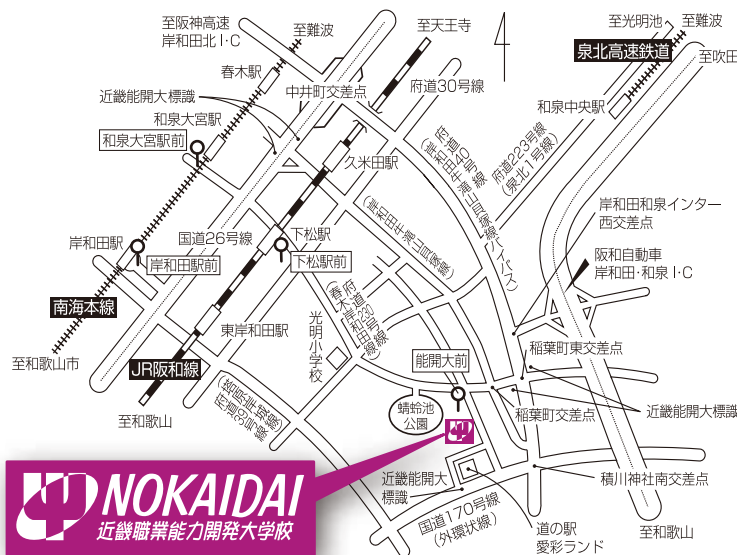 至阪神高速
岸和田北I・C
至難波
至天王寺
至光明池
至難波
泉北高速鉄道
至吹田
春木駅
中井町交差点
府道30号線
近畿能開大標識
和泉中央駅
和泉大宮駅
和泉大宮駅前
久米田駅
府道40号線
(岸和田牛滝山貝塚線バイパス)
府道223号線
(泉北1号線)
(岸和田牛滝山貝塚線)
岸和田和泉インター
西交差点
国道26号線
下松駅
下松駅前
岸和田駅
岸和田駅前
阪和自動車
岸和田・和泉I・C
南海本線
府道230号線
(春木岸和田線)
東岸和田駅
光明小学校
能開大前
稲葉町東交差点
至和歌山市
JR阪和線
蜻蛉池
公園
稲葉町交差点
近畿能開大標識
至和歌山
府道39号線
(岸和田港塔原線)
近畿能開大
標識
積川神社南交差点
国道170号線
(外環状線)
道の駅
愛彩ランド
至和歌山
NOKAIDAI
近畿職業能力開発大学校